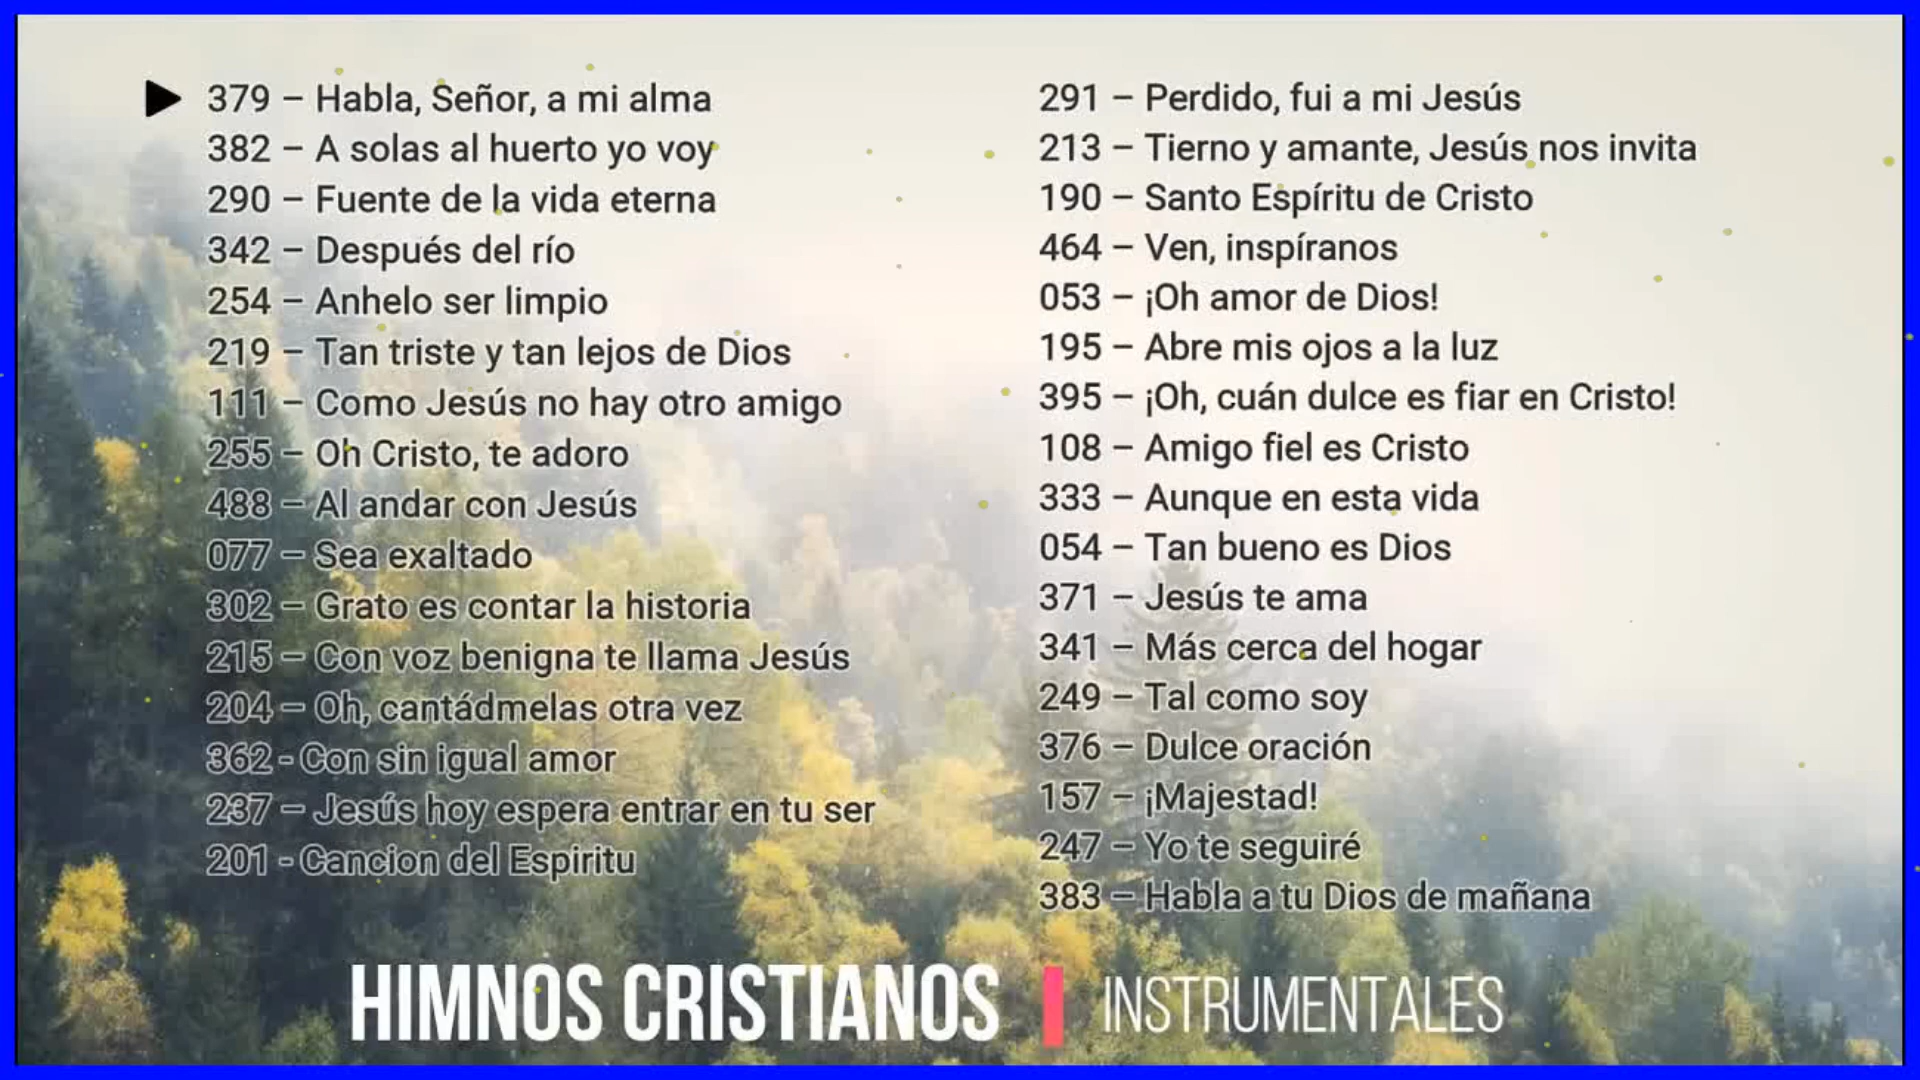 379 – Habla, Señor, a mi alma
382 – A solas al huerto yo voy
290 – Fuente de la vida eterna
342 – Después del río
254 – Anhelo ser limpio
219 – Tan triste y tan lejos de Dios
111 – Como Jesús no hay otro amigo
255 – Oh Cristo, te adoro
488 – Al andar con Jesús
077 – Sea exaltado
302 – Grato es contar la historia
215 – Con voz benigna te llama Jesús
204 – Oh, cantádmelas otra vez
362 - Con sin igual amor
237 – Jesús hoy espera entrar en tu ser
201 - Cancion del Espiritu
291 – Perdido, fui a mi Jesús
213 – Tierno y amante, Jesús nos invita
190 – Santo Espíritu de Cristo
464 – Ven, inspíranos
053 – ¡Oh amor de Dios!
195 – Abre mis ojos a la luz
395 – ¡Oh, cuán dulce es fiar en Cristo!
108 – Amigo fiel es Cristo
333 – Aunque en esta vida
054 – Tan bueno es Dios
371 – Jesús te ama
341 – Más cerca del hogar
249 – Tal como soy
376 – Dulce oración
157 – ¡Majestad!
247 – Yo te seguiré
383 – Habla a tu Dios de mañana
HIMNOS CRISTIANOS INSTRUMENTALES